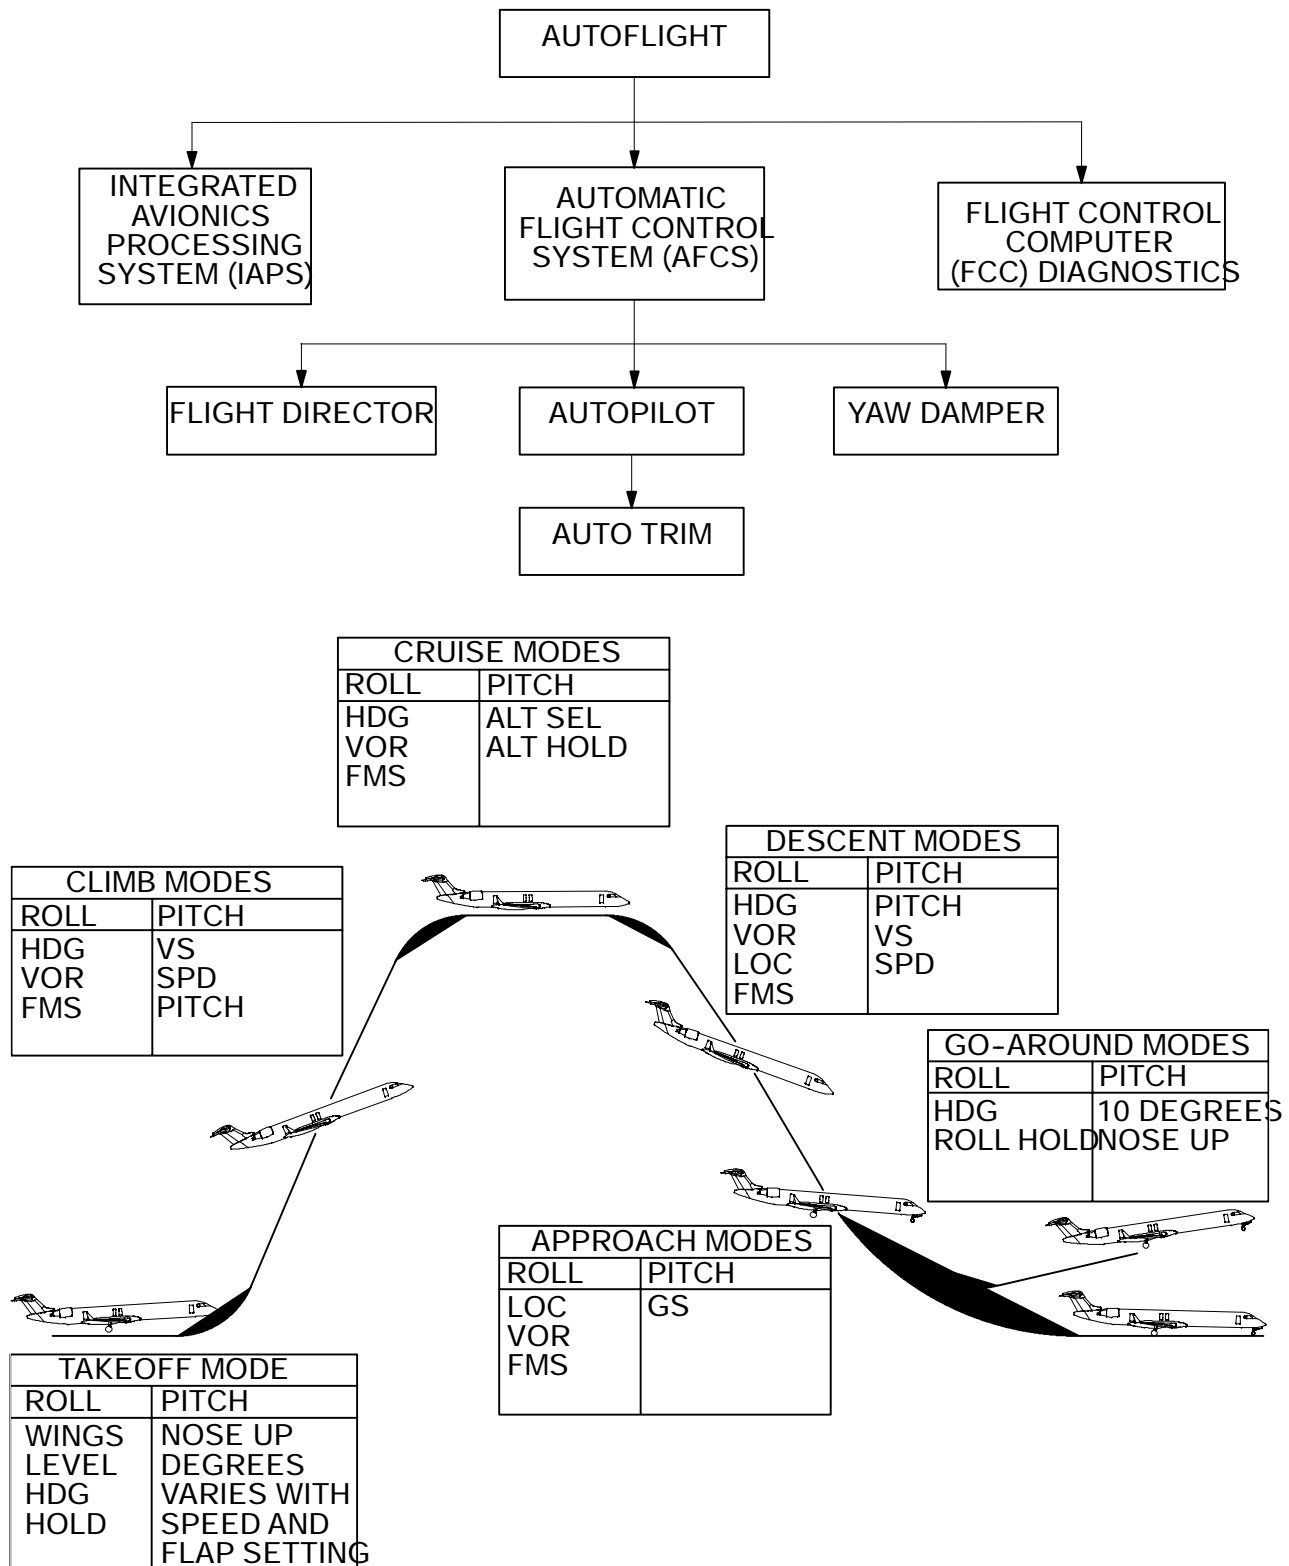 AUTOFLIGHT
INTEGRATED
AVIONICS
PROCESSING
SYSTEM (IAPS)
AUTOMATIC
FLIGHT CONTROL
SYSTEM (AFCS)
FLIGHT CONTROL
COMPUTER
(FCC) DIAGNOSTICS
FLIGHT DIRECTOR
AUTOPILOT
YAW DAMPER
AUTO TRIM
CRUISE MODES
ROLL PITCH
HDG ALT SEL
VOR ALT HOLD
FMS
DESCENT MODES
ROLL PITCH
HDG PITCH
VOR VS
LOC SPD
FMS
CLIMB MODES
ROLL PITCH
HDG VS
VOR SPD
FMS PITCH
GO-AROUND MODES
ROLL PITCH
HDG 10 DEGREES
ROLL HOLD NOSE UP
APPROACH MODES
ROLL PITCH
LOC GS
VOR
FMS
TAKEOFF MODE
ROLL PITCH
WINGS NOSE UP
LEVEL DEGREES
HDG VARIES WITH
HOLD SPEED AND
FLAP SETTING